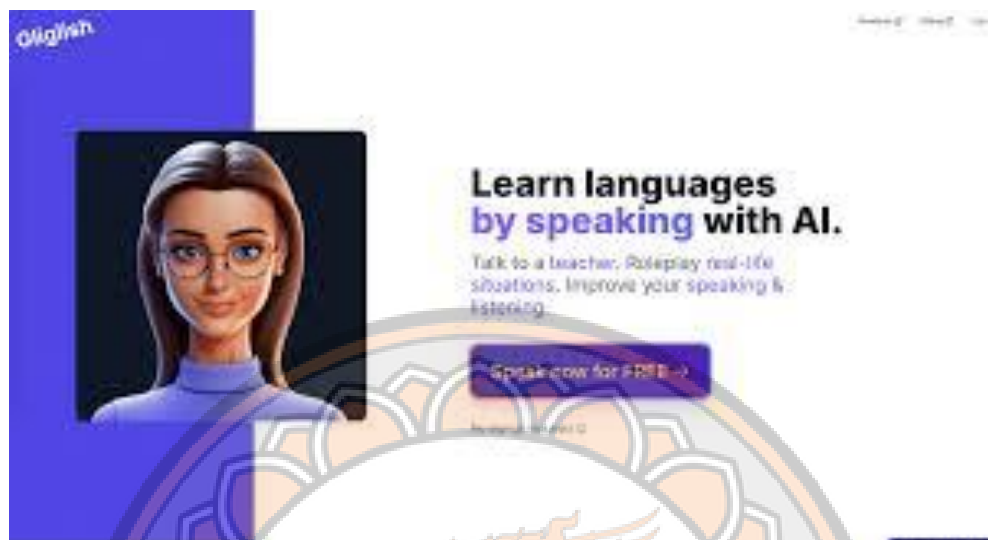 Gliglish
Learn languages
by speaking with AI.
Talk to a teacher. Roleplay real-life
situations. Improve your speaking &
listening.
Speak now for FREE →